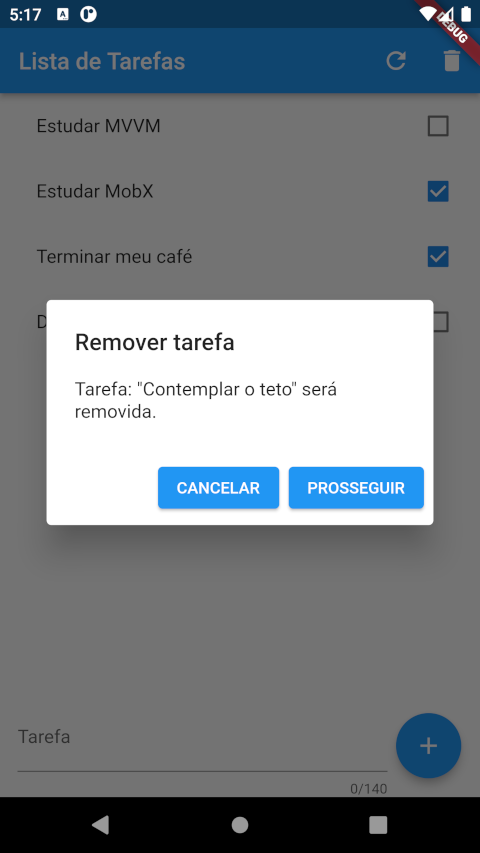 5:17
DEBUG
Lista de Tarefas
Estudar MVVM
Estudar MobX
Terminar meu café
Remover tarefa
Tarefa: "Contemplar o teto" será
removida.
CANCELAR PROSSEGUIR
Tarefa
0/140